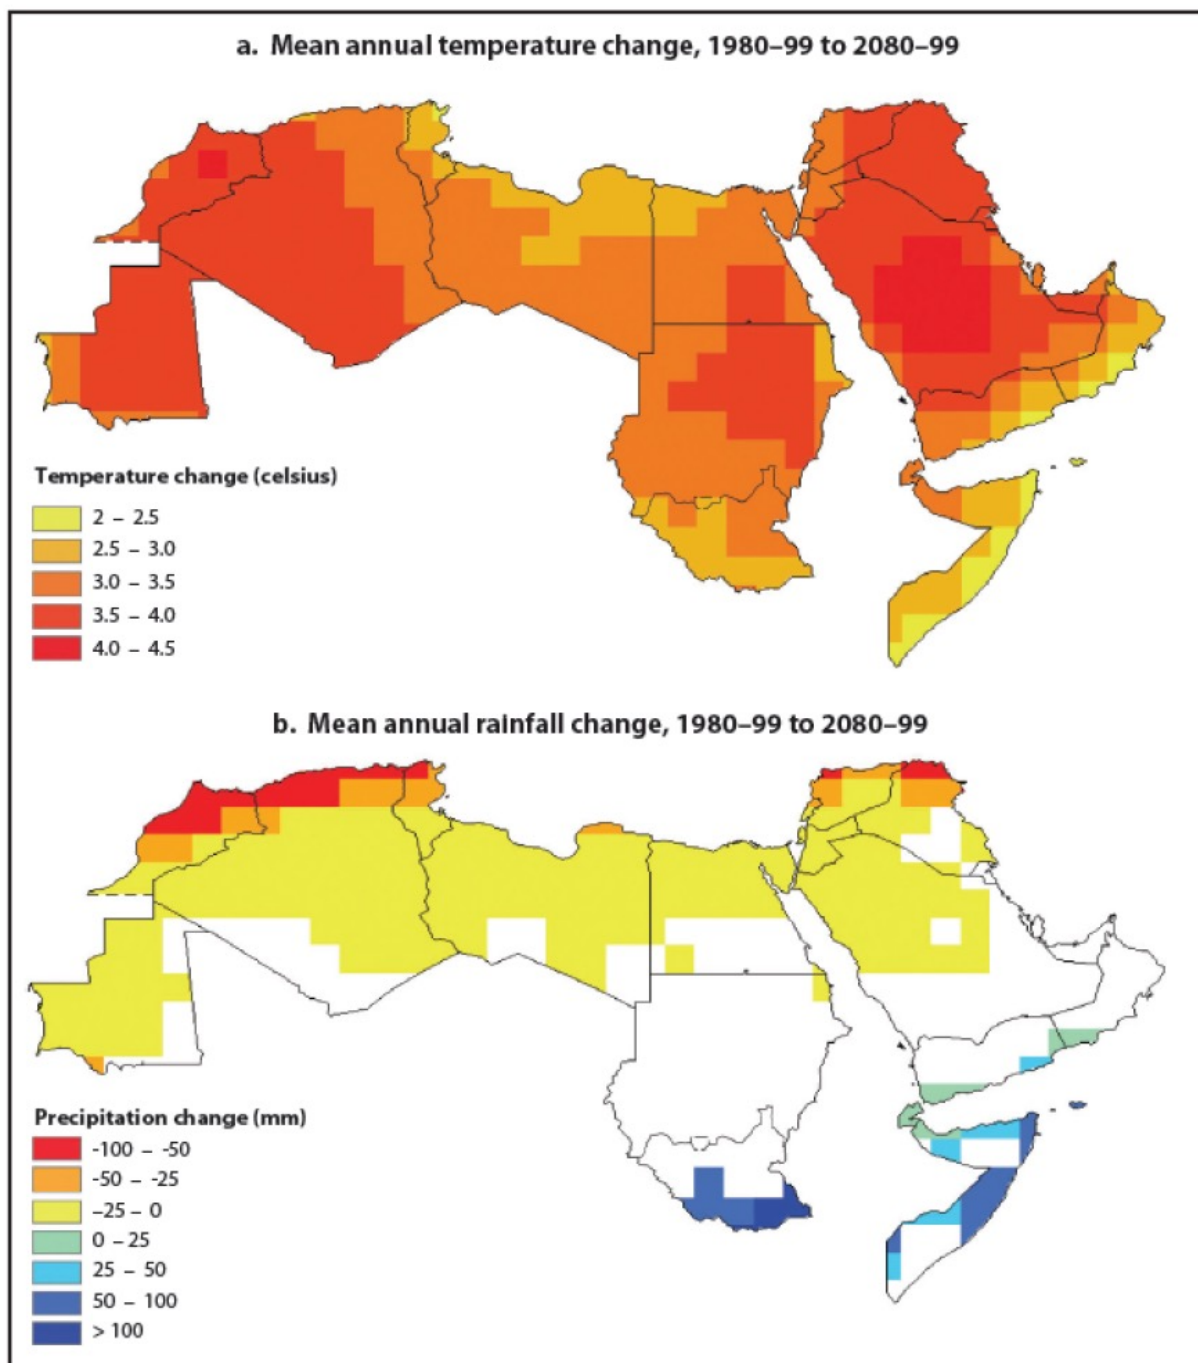 a. Mean annual temperature change, 1980–99 to 2080–99
Temperature change (celsius)
2 – 2.5
2.5 – 3.0
3.0 – 3.5
3.5 – 4.0
4.0 – 4.5
b. Mean annual rainfall change, 1980–99 to 2080–99
Precipitation change (mm)
-100 – -50
-50 – -25
–25 – 0
0 – 25
25 – 50
50 – 100
> 100